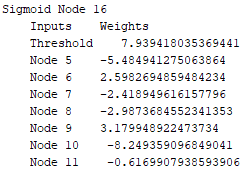 Sigmoid Node 16
Inputs Weights
Threshold 7.939418035369441
Node 5 -5.484941275063864
Node 6 2.5982694859484234
Node 7 -2.418949616157796
Node 8 -2.9873684552341353
Node 9 3.179948922473734
Node 10 -8.249359096849041
Node 11 -0.6169907938593906